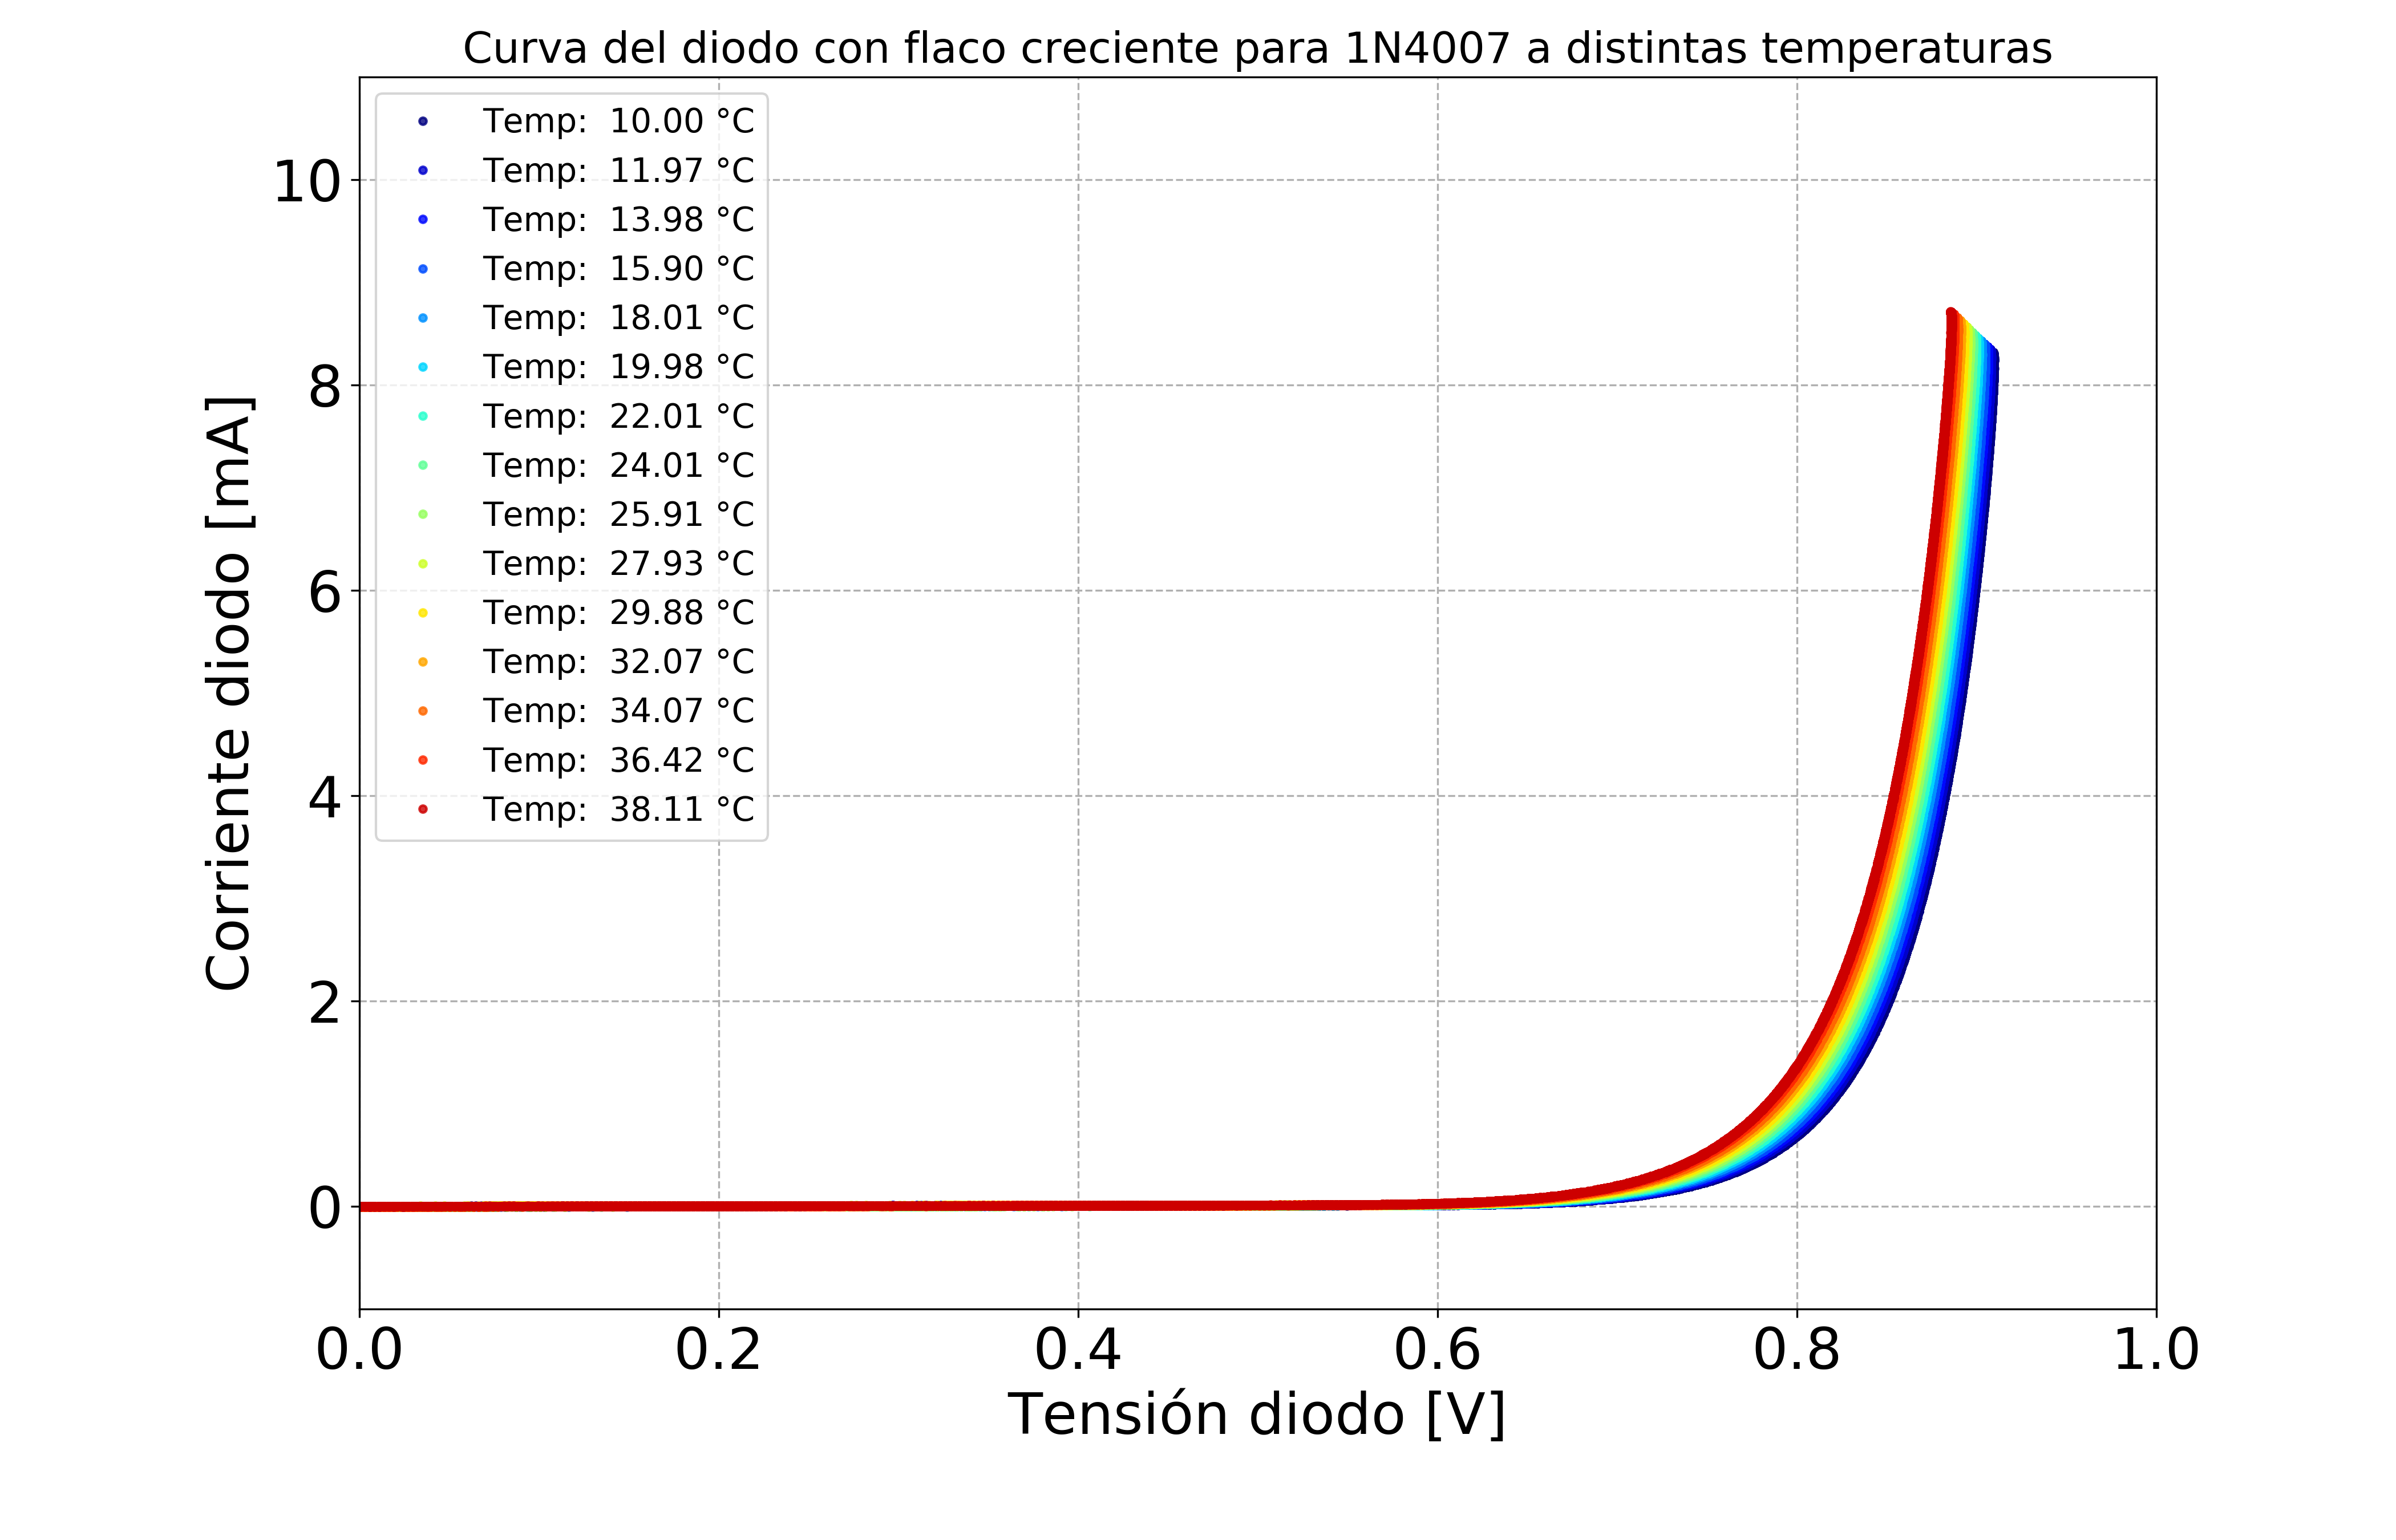 Curva del diodo con flaco creciente para 1N4007 a distintas temperaturas
Temp: 10.00 °C
Temp: 11.97 °C
Temp: 13.98 °C
Temp: 15.90 °C
Temp: 18.01 °C
Temp: 19.98 °C
Temp: 22.01 °C
Temp: 24.01 °C
Temp: 25.91 °C
Temp: 27.93 °C
Temp: 29.88 °C
Temp: 32.07 °C
Temp: 34.07 °C
Temp: 36.42 °C
Temp: 38.11 °C
Corriente diodo [mA]
10
8
6
4
2
0
0.0 0.2 0.4 0.6 0.8 1.0
Tensión diodo [V]